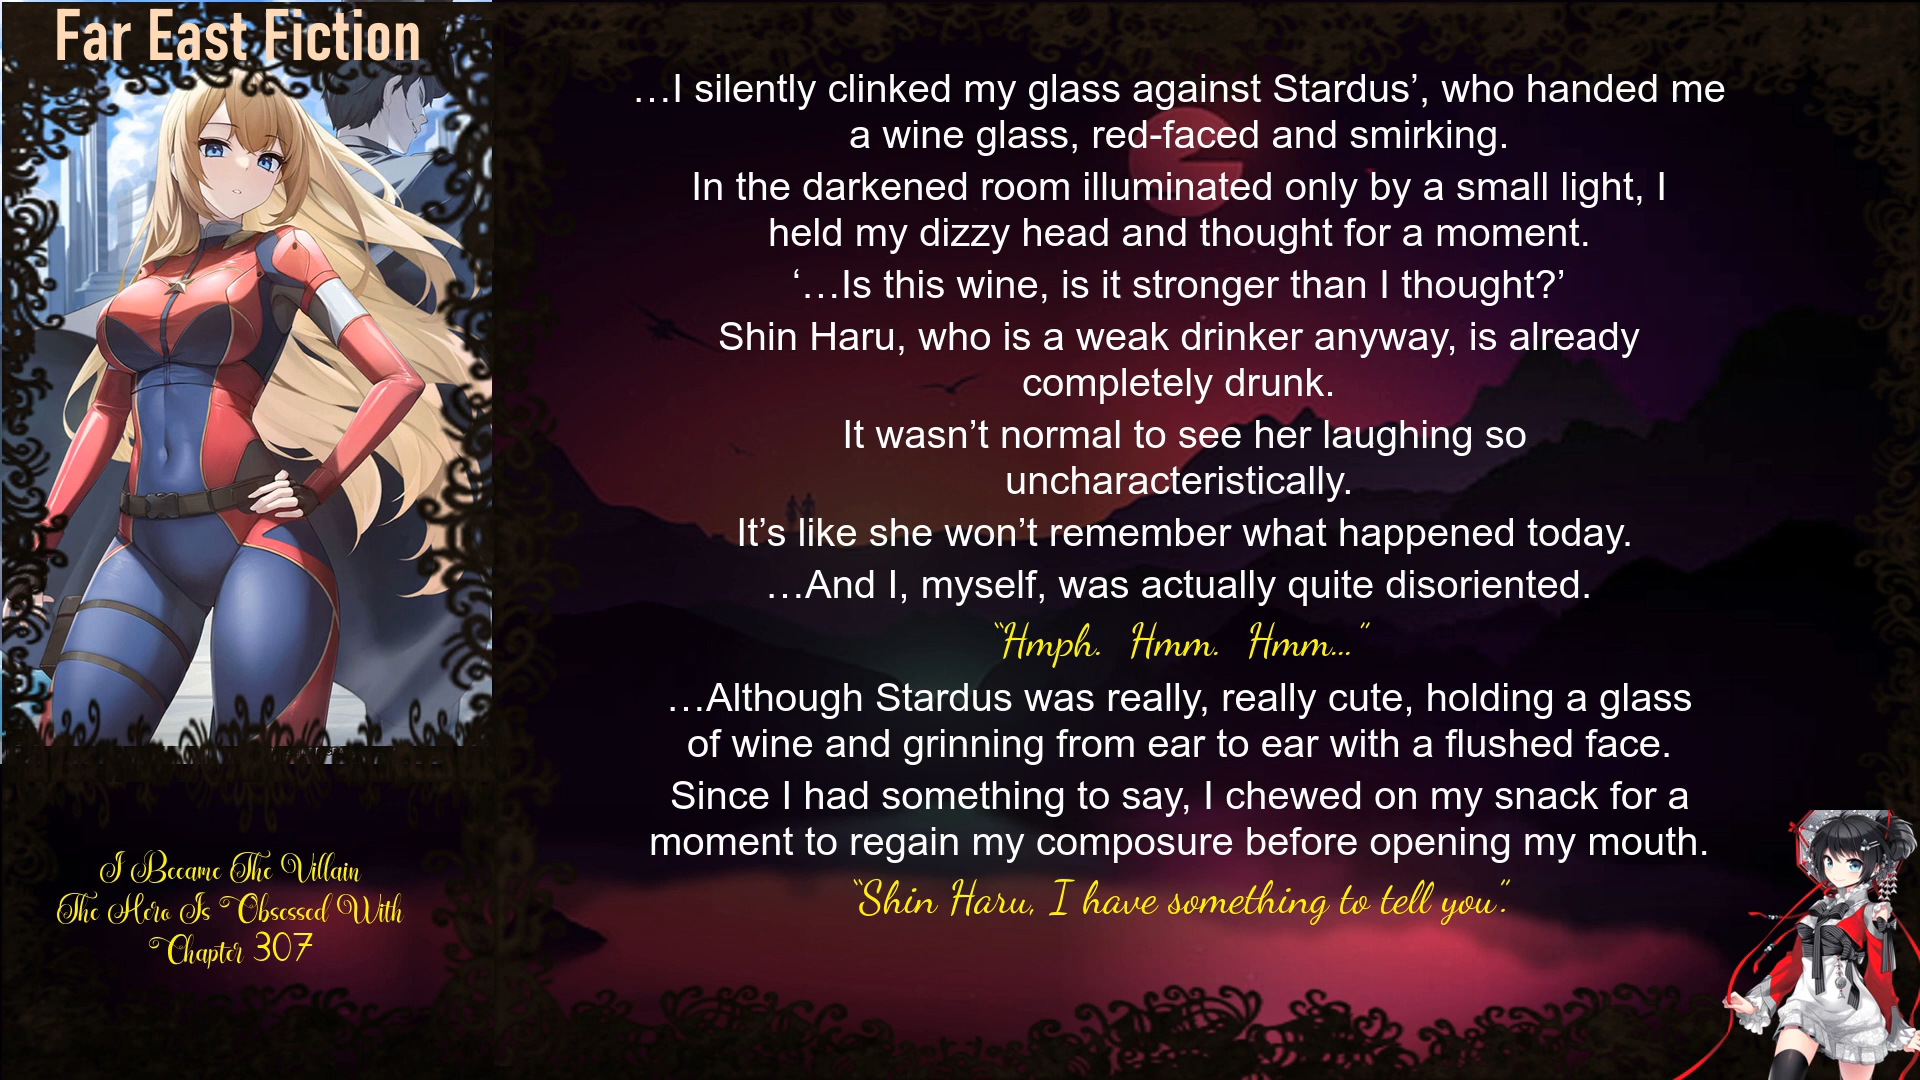 Far East Fiction
…I silently clinked my glass against Stardus’, who handed me
a wine glass, red-faced and smirking.
In the darkened room illuminated only by a small light, I
held my dizzy head and thought for a moment.
‘…Is this wine, is it stronger than I thought?’
Shin Haru, who is a weak drinker anyway, is already
completely drunk.
It wasn’t normal to see her laughing so
uncharacteristically.
It’s like she won’t remember what happened today.
…And I, myself, was actually quite disoriented.
“Hmph. Hmm. Hmm…”
…Although Stardus was really, really cute, holding a glass
of wine and grinning from ear to ear with a flushed face.
Since I had something to say, I chewed on my snack for a
moment to regain my composure before opening my mouth.
“Shin Haru, I have something to tell you”.
I Became The Villain
The Hero Is Obsessed With
Chapter 307